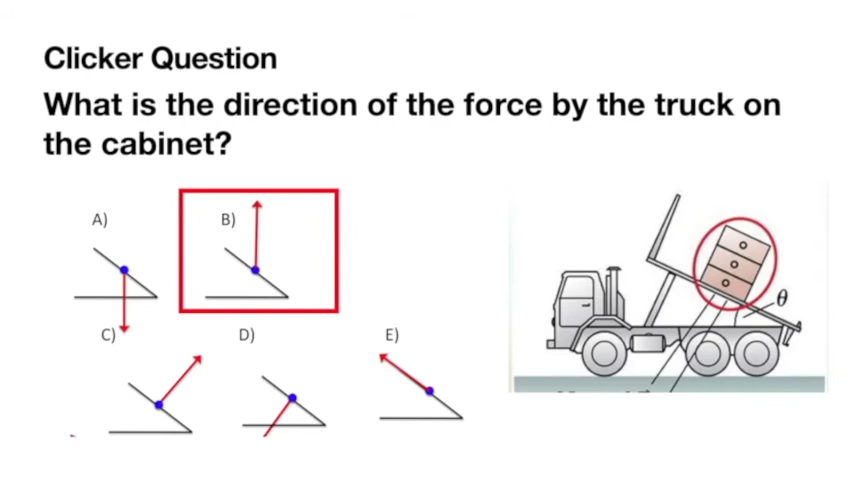 Clicker Question
What is the direction of the force by the truck on
the cabinet?
A)
B)
θ
C)
D)
E)